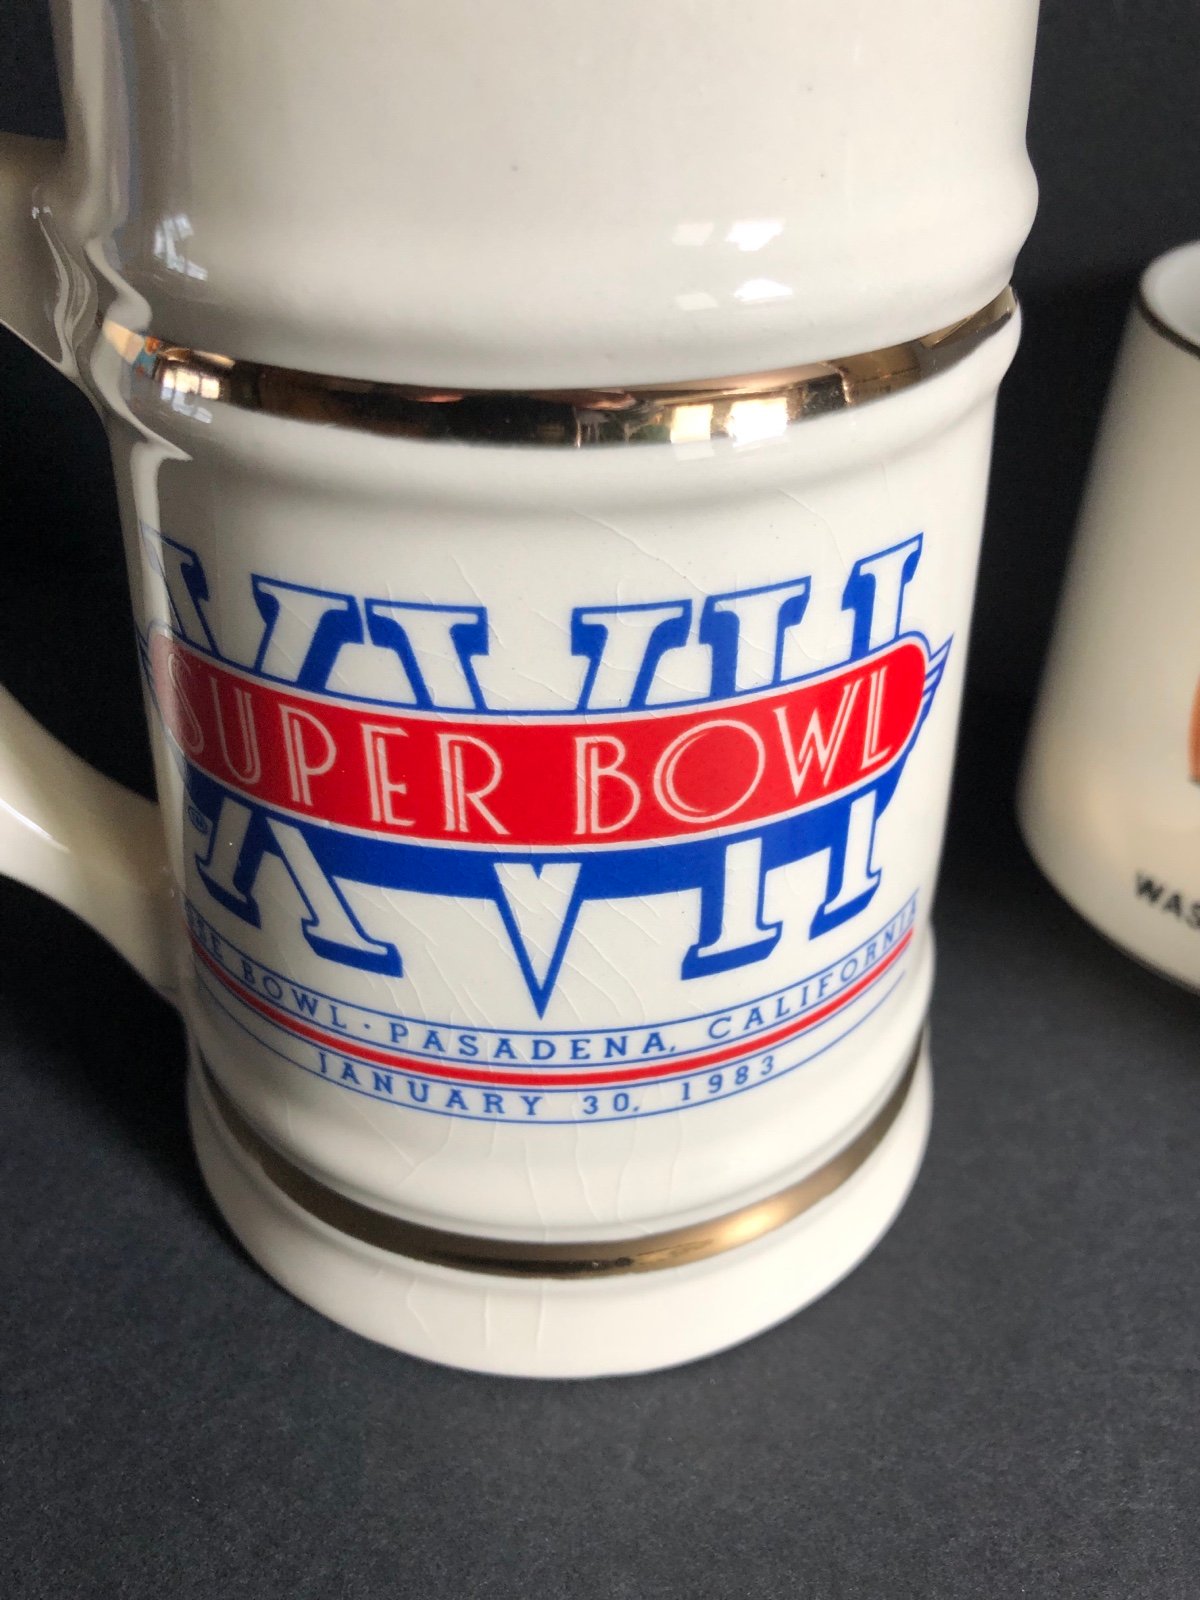 XVII
SUPER BOWL
BOWL · PASADENA, CALIFORNIA
JANUARY 30, 1983
WAS